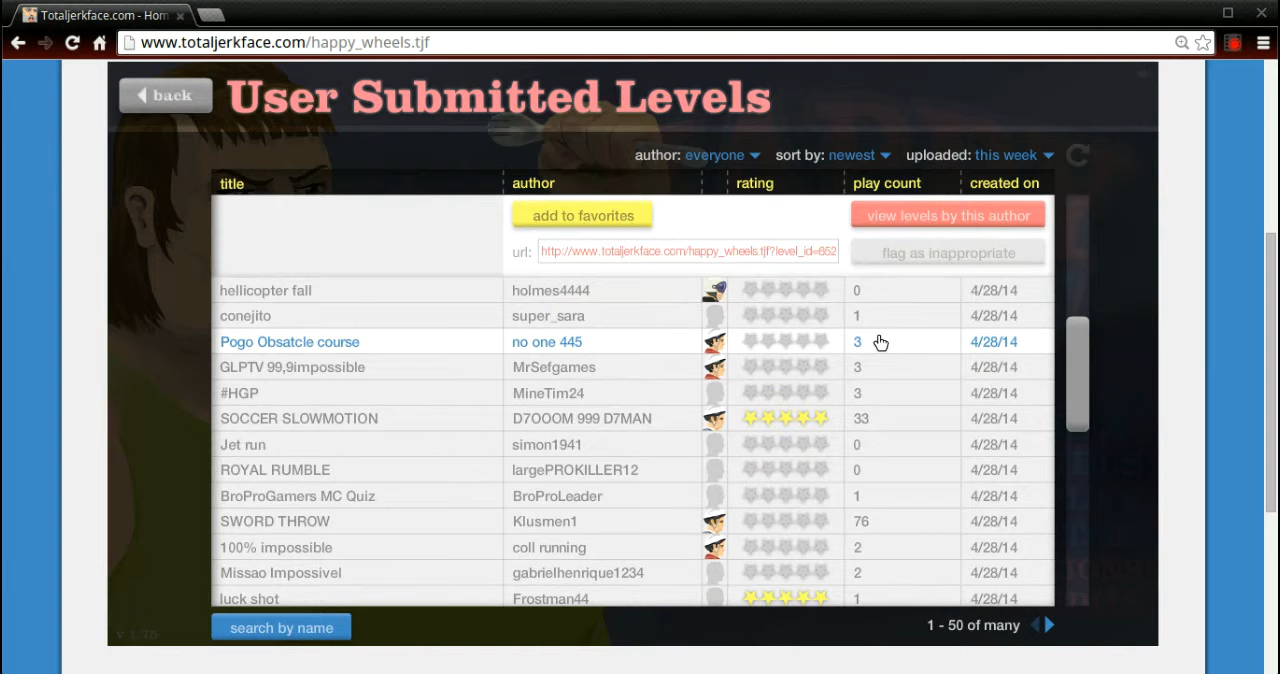 Totaljerkface.com - Hom
www.totaljerkface.com/happy_wheels.tjf
back
User Submitted Levels
author: everyone sort by: newest uploaded: this week
title author rating play count created on
add to favorites view levels by this author
url: http://www.totaljerkface.com/happy_wheels.tjf?level_id=652 flag as inappropriate
hellicopter fall holmes4444 0 4/28/14
conejito super_sara 1 4/28/14
Pogo Obsatcle course no one 445 3 4/28/14
GLPTV 99,9impossible MrSefgames 3 4/28/14
#HGP MineTim24 3 4/28/14
SOCCER SLOWMOTION D7OOOM 999 D7MAN 33 4/28/14
Jet run simon1941 0 4/28/14
ROYAL RUMBLE largePROKILLER12 0 4/28/14
BroProGamers MC Quiz BroProLeader 1 4/28/14
SWORD THROW Klusmen1 76 4/28/14
100% impossible coll running 2 4/28/14
Missao Impossivel gabrielhenrique1234 2 4/28/14
luck shot Frostman44 1 4/28/14
search by name 1 - 50 of many
v 1.75